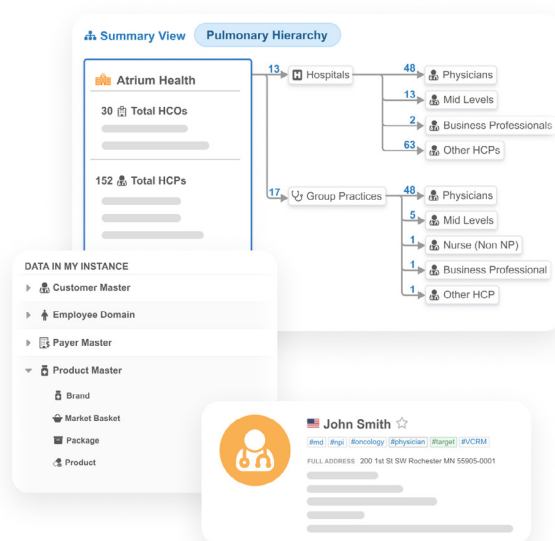 Summary View
Pulmonary Hierarchy
Atrium Health
30 Total HCOs
152 Total HCPs
13 Hospitals
48 Physicians
13 Mid Levels
2 Business Professionals
63 Other HCPs
17 Group Practices
48 Physicians
5 Mid Levels
1 Nurse (Non NP)
1 Business Professional
1 Other HCP
DATA IN MY INSTANCE
Customer Master
Employee Domain
Payer Master
Product Master
Brand
Market Basket
Package
Product
John Smith
#md #npi #oncology #physician #target #VCRM
FULL ADDRESS 200 1st St SW Rochester MN 55905-0001